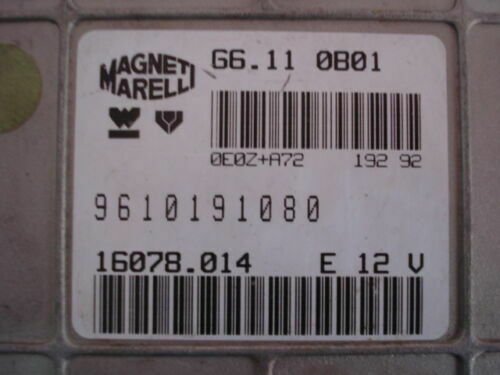 MAGNETI
MARELLI
G6.11 0B01
0E0Z+A72 192 92
9610191080
16078.014 E 12 V